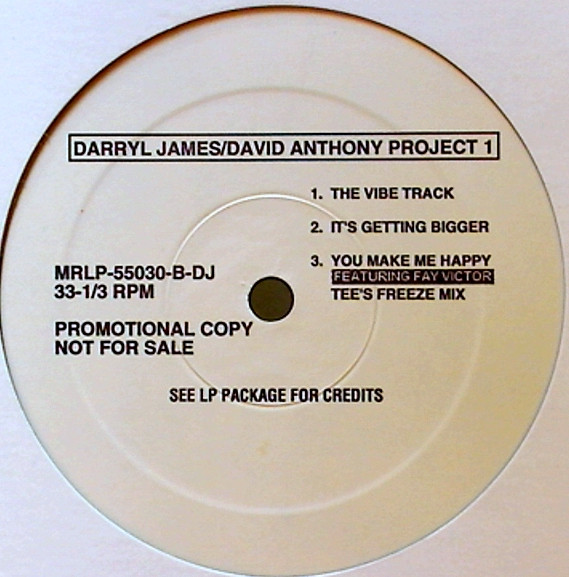 DARRYL JAMES/DAVID ANTHONY PROJECT 1
1. THE VIBE TRACK
2. IT'S GETTING BIGGER
3. YOU MAKE ME HAPPY
FEATURING FAY VICTOR
TEE'S FREEZE MIX
MRLP-55030-B-DJ
33-1/3 RPM
PROMOTIONAL COPY
NOT FOR SALE
SEE LP PACKAGE FOR CREDITS